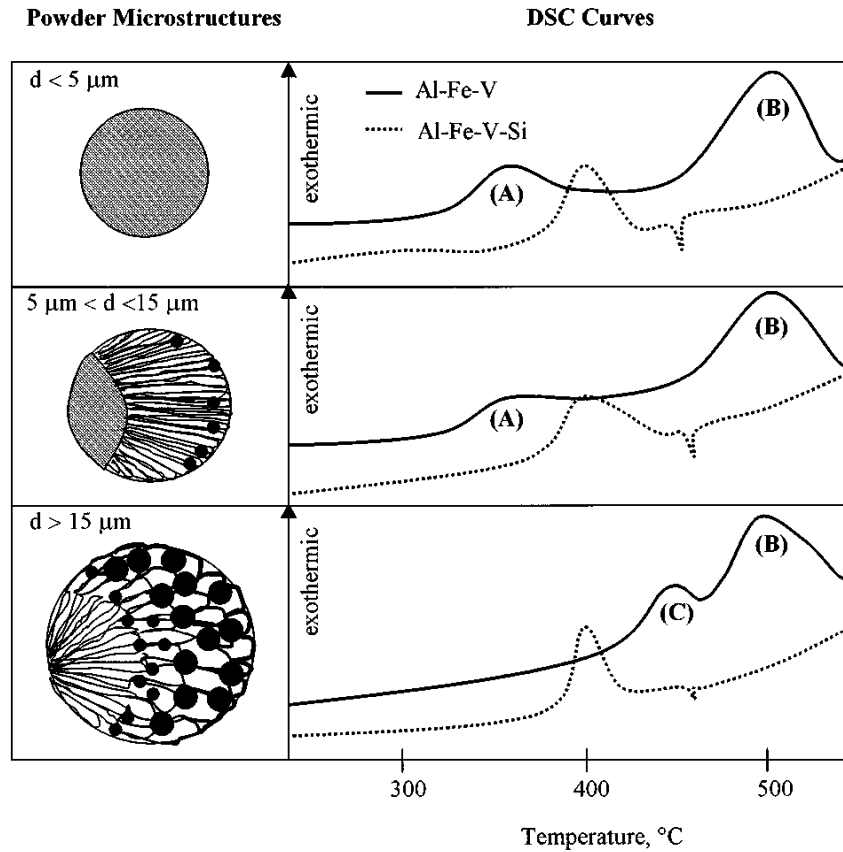 Powder Microstructures
DSC Curves
d < 5 μm
exothermic
Al-Fe-V
Al-Fe-V-Si
(A)
(B)
5 μm < d <15 μm
exothermic
(A)
(B)
d > 15 μm
exothermic
(C)
(B)
300
400
500
Temperature, °C